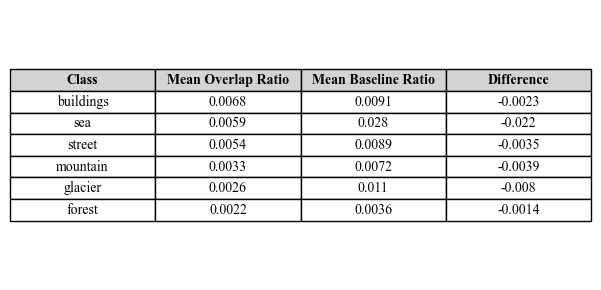 Class Mean Overlap Ratio Mean Baseline Ratio Difference
buildings 0.0068 0.0091 -0.0023
sea 0.0059 0.028 -0.022
street 0.0054 0.0089 -0.0035
mountain 0.0033 0.0072 -0.0039
glacier 0.0026 0.011 -0.008
forest 0.0022 0.0036 -0.0014